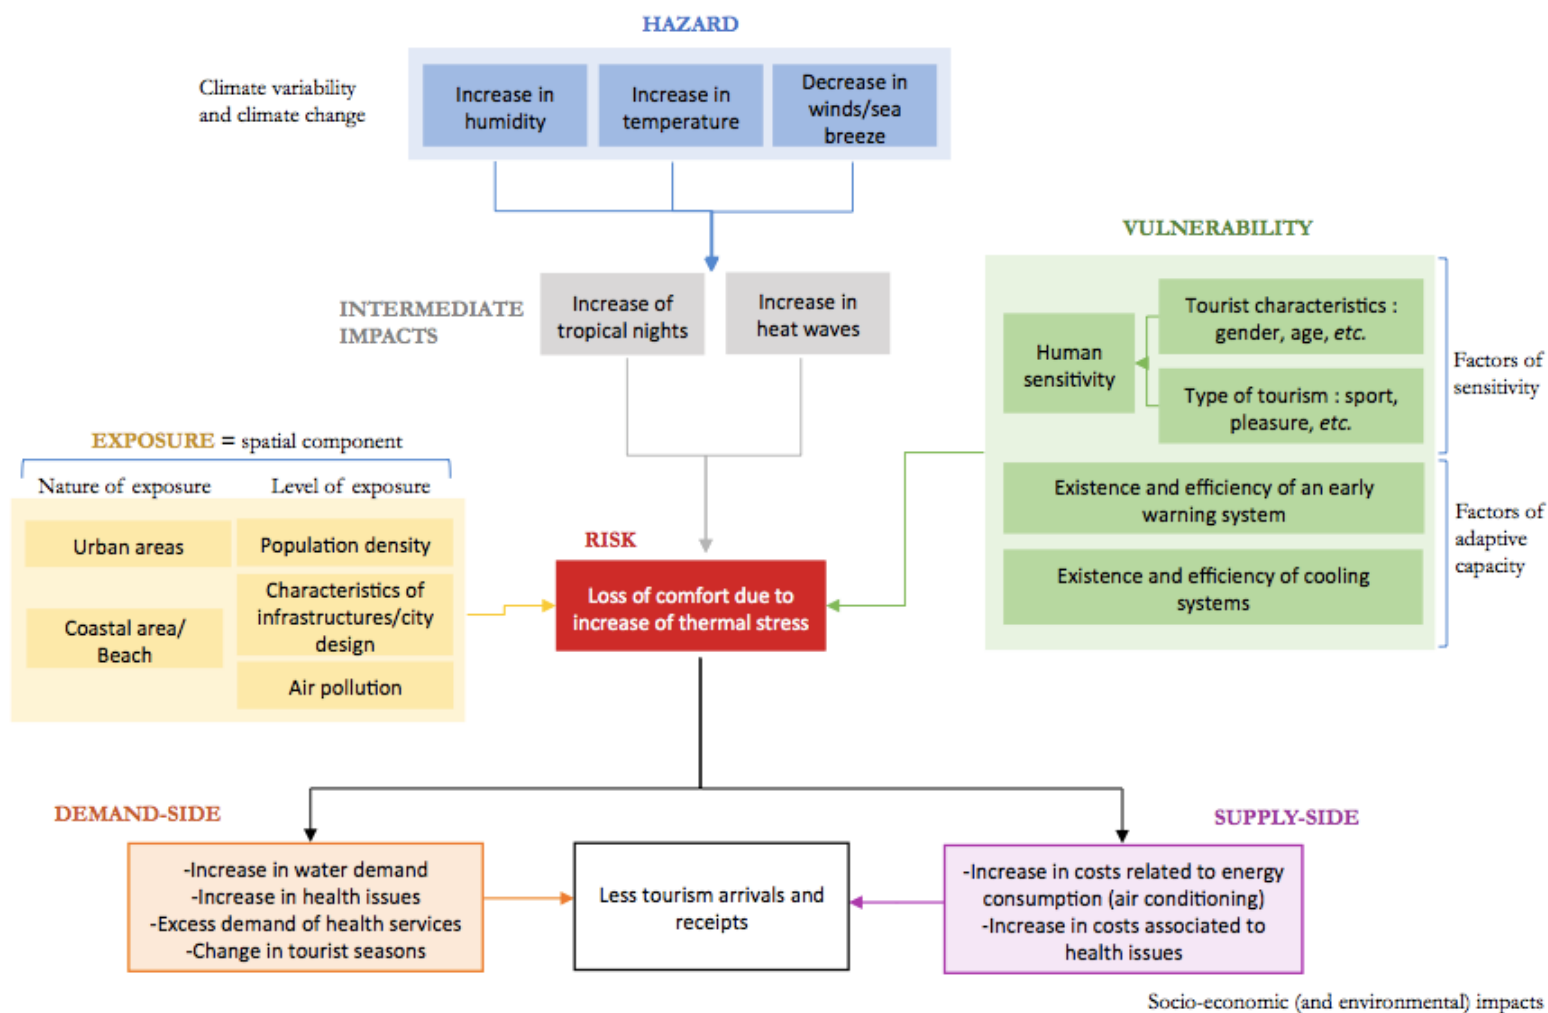 HAZARD
Climate variability
and climate change
Increase in
humidity
Increase in
temperature
Decrease in
winds/sea
breeze
INTERMEDIATE
IMPACTS
Increase of
tropical nights
Increase in
heat waves
VULNERABILITY
Human
sensitivity
Tourist characteristics :
gender, age, etc.
Type of tourism : sport,
pleasure, etc.
Factors of
sensitivity
Existence and efficiency of an early
warning system
Existence and efficiency of cooling
systems
Factors of
adaptive
capacity
EXPOSURE = spatial component
Nature of exposure
Level of exposure
Urban areas
Coastal area/
Beach
Population density
Characteristics of
infrastructures/city
design
Air pollution
RISK
Loss of comfort due to
increase of thermal stress
DEMAND-SIDE
-Increase in water demand
-Increase in health issues
-Excess demand of health services
-Change in tourist seasons
Less tourism arrivals and
receipts
SUPPLY-SIDE
-Increase in costs related to energy
consumption (air conditioning)
-Increase in costs associated to
health issues
Socio-economic (and environmental) impacts